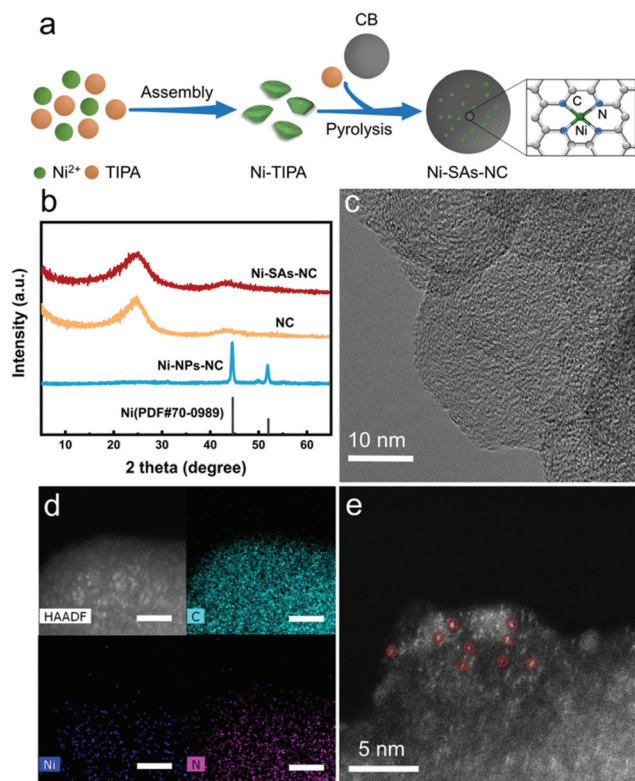 a
CB
Assembly
Pyrolysis
C
N
Ni
Ni²⁺
TIPA
Ni-TIPA
Ni-SAs-NC
b
Intensity (a.u.)
Ni-SAs-NC
NC
Ni-NPs-NC
Ni(PDF#70-0989)
10 20 30 40 50 60
2 theta (degree)
c
10 nm
d
HAADF
C
Ni
N
e
5 nm